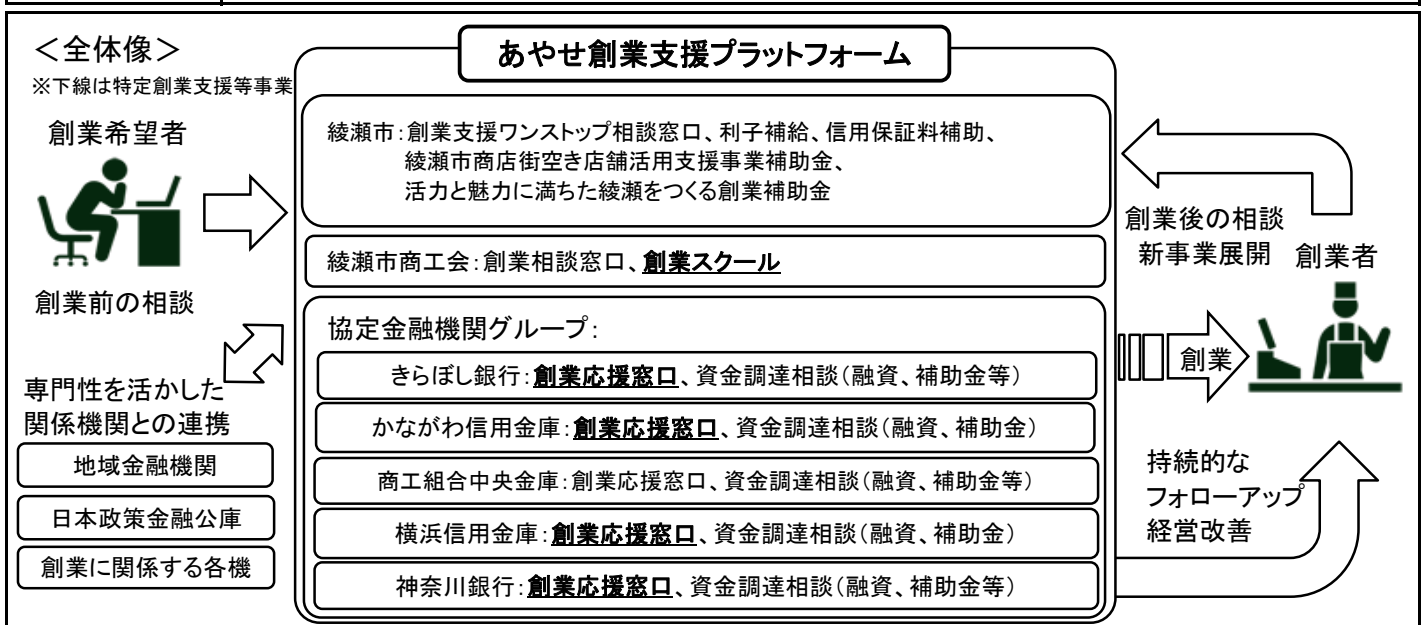 ＜全体像＞
※下線は特定創業支援等事業
あやせ創業支援プラットフォーム
創業希望者
創業前の相談
綾瀬市：創業支援ワンストップ相談窓口、利子補給、信用保証料補助、
綾瀬市商店街空き店舗活用支援事業補助金、
活力と魅力に満ちた綾瀬をつくる創業補助金
綾瀬市商工会：創業相談窓口、創業スクール
協定金融機関グループ：
きらぼし銀行：創業応援窓口、資金調達相談（融資、補助金等）
かながわ信用金庫：創業応援窓口、資金調達相談（融資、補助金）
商工組合中央金庫：創業応援窓口、資金調達相談（融資、補助金等）
横浜信用金庫：創業応援窓口、資金調達相談（融資、補助金）
神奈川銀行：創業応援窓口、資金調達相談（融資、補助金等）
専門性を活かした
関係機関との連携
地域金融機関
日本政策金融公庫
創業に関係する各機
創業後の相談
新事業展開
創業者
創業
持続的な
フォローアップ
経営改善